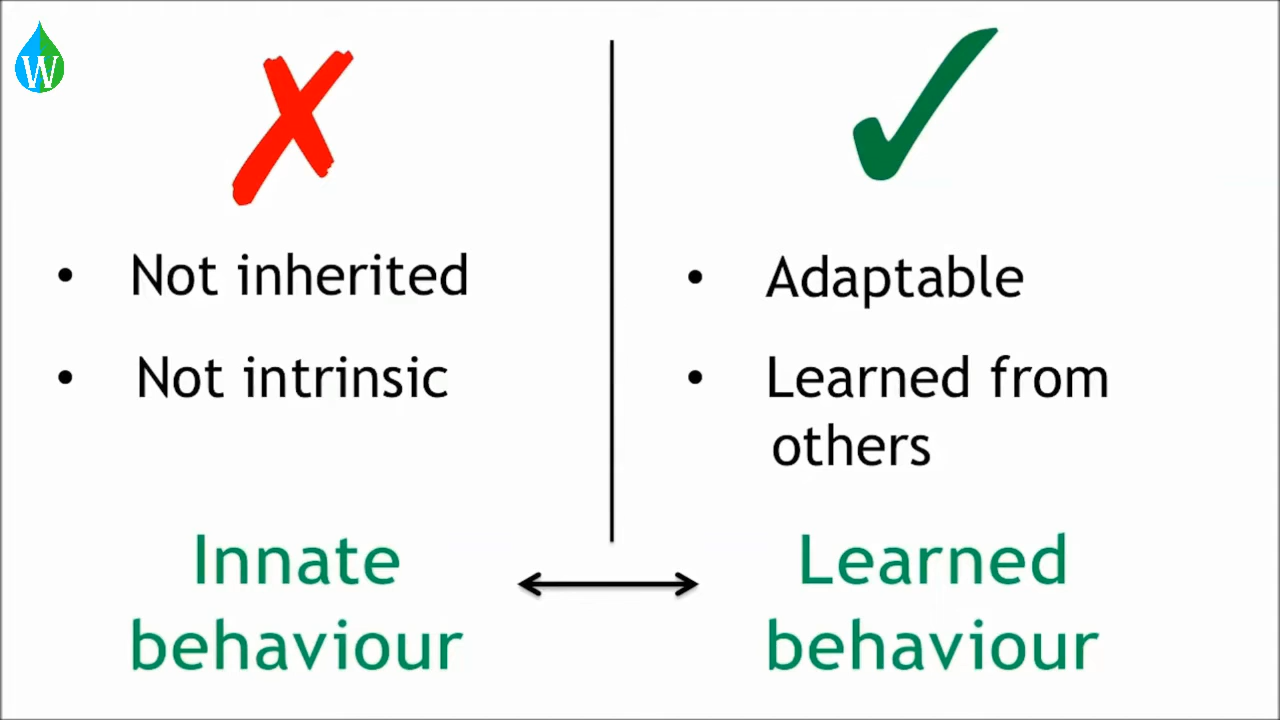 W
• Not inherited
• Not intrinsic
• Adaptable
• Learned from
others
Innate
behaviour
Learned
behaviour